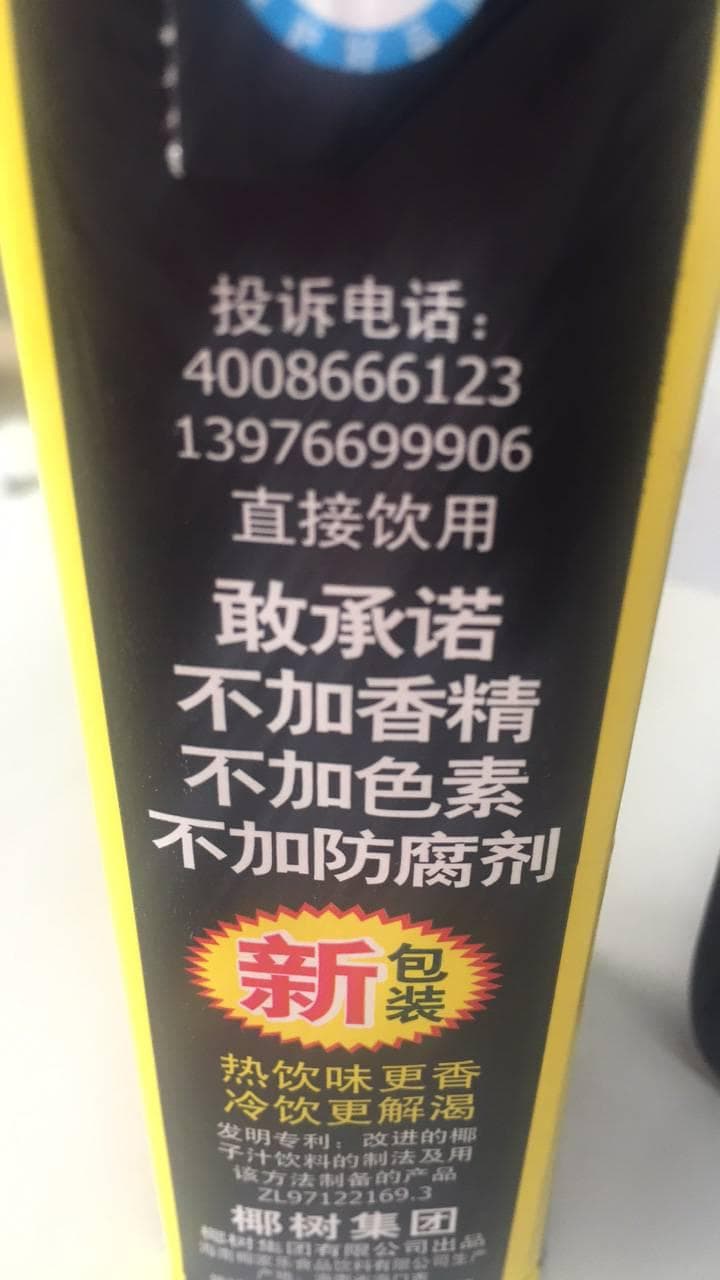 投诉电话：
4008666123
13976699906
直接饮用
敢承诺
不加香精
不加色素
不加防腐剂
新包装
热饮味更香
冷饮更解渴
发明专利：改进的椰
子汁饮料的制法及用
该方法制备的产品
ZL97122169.3
椰树集团
椰树集团有限公司出品